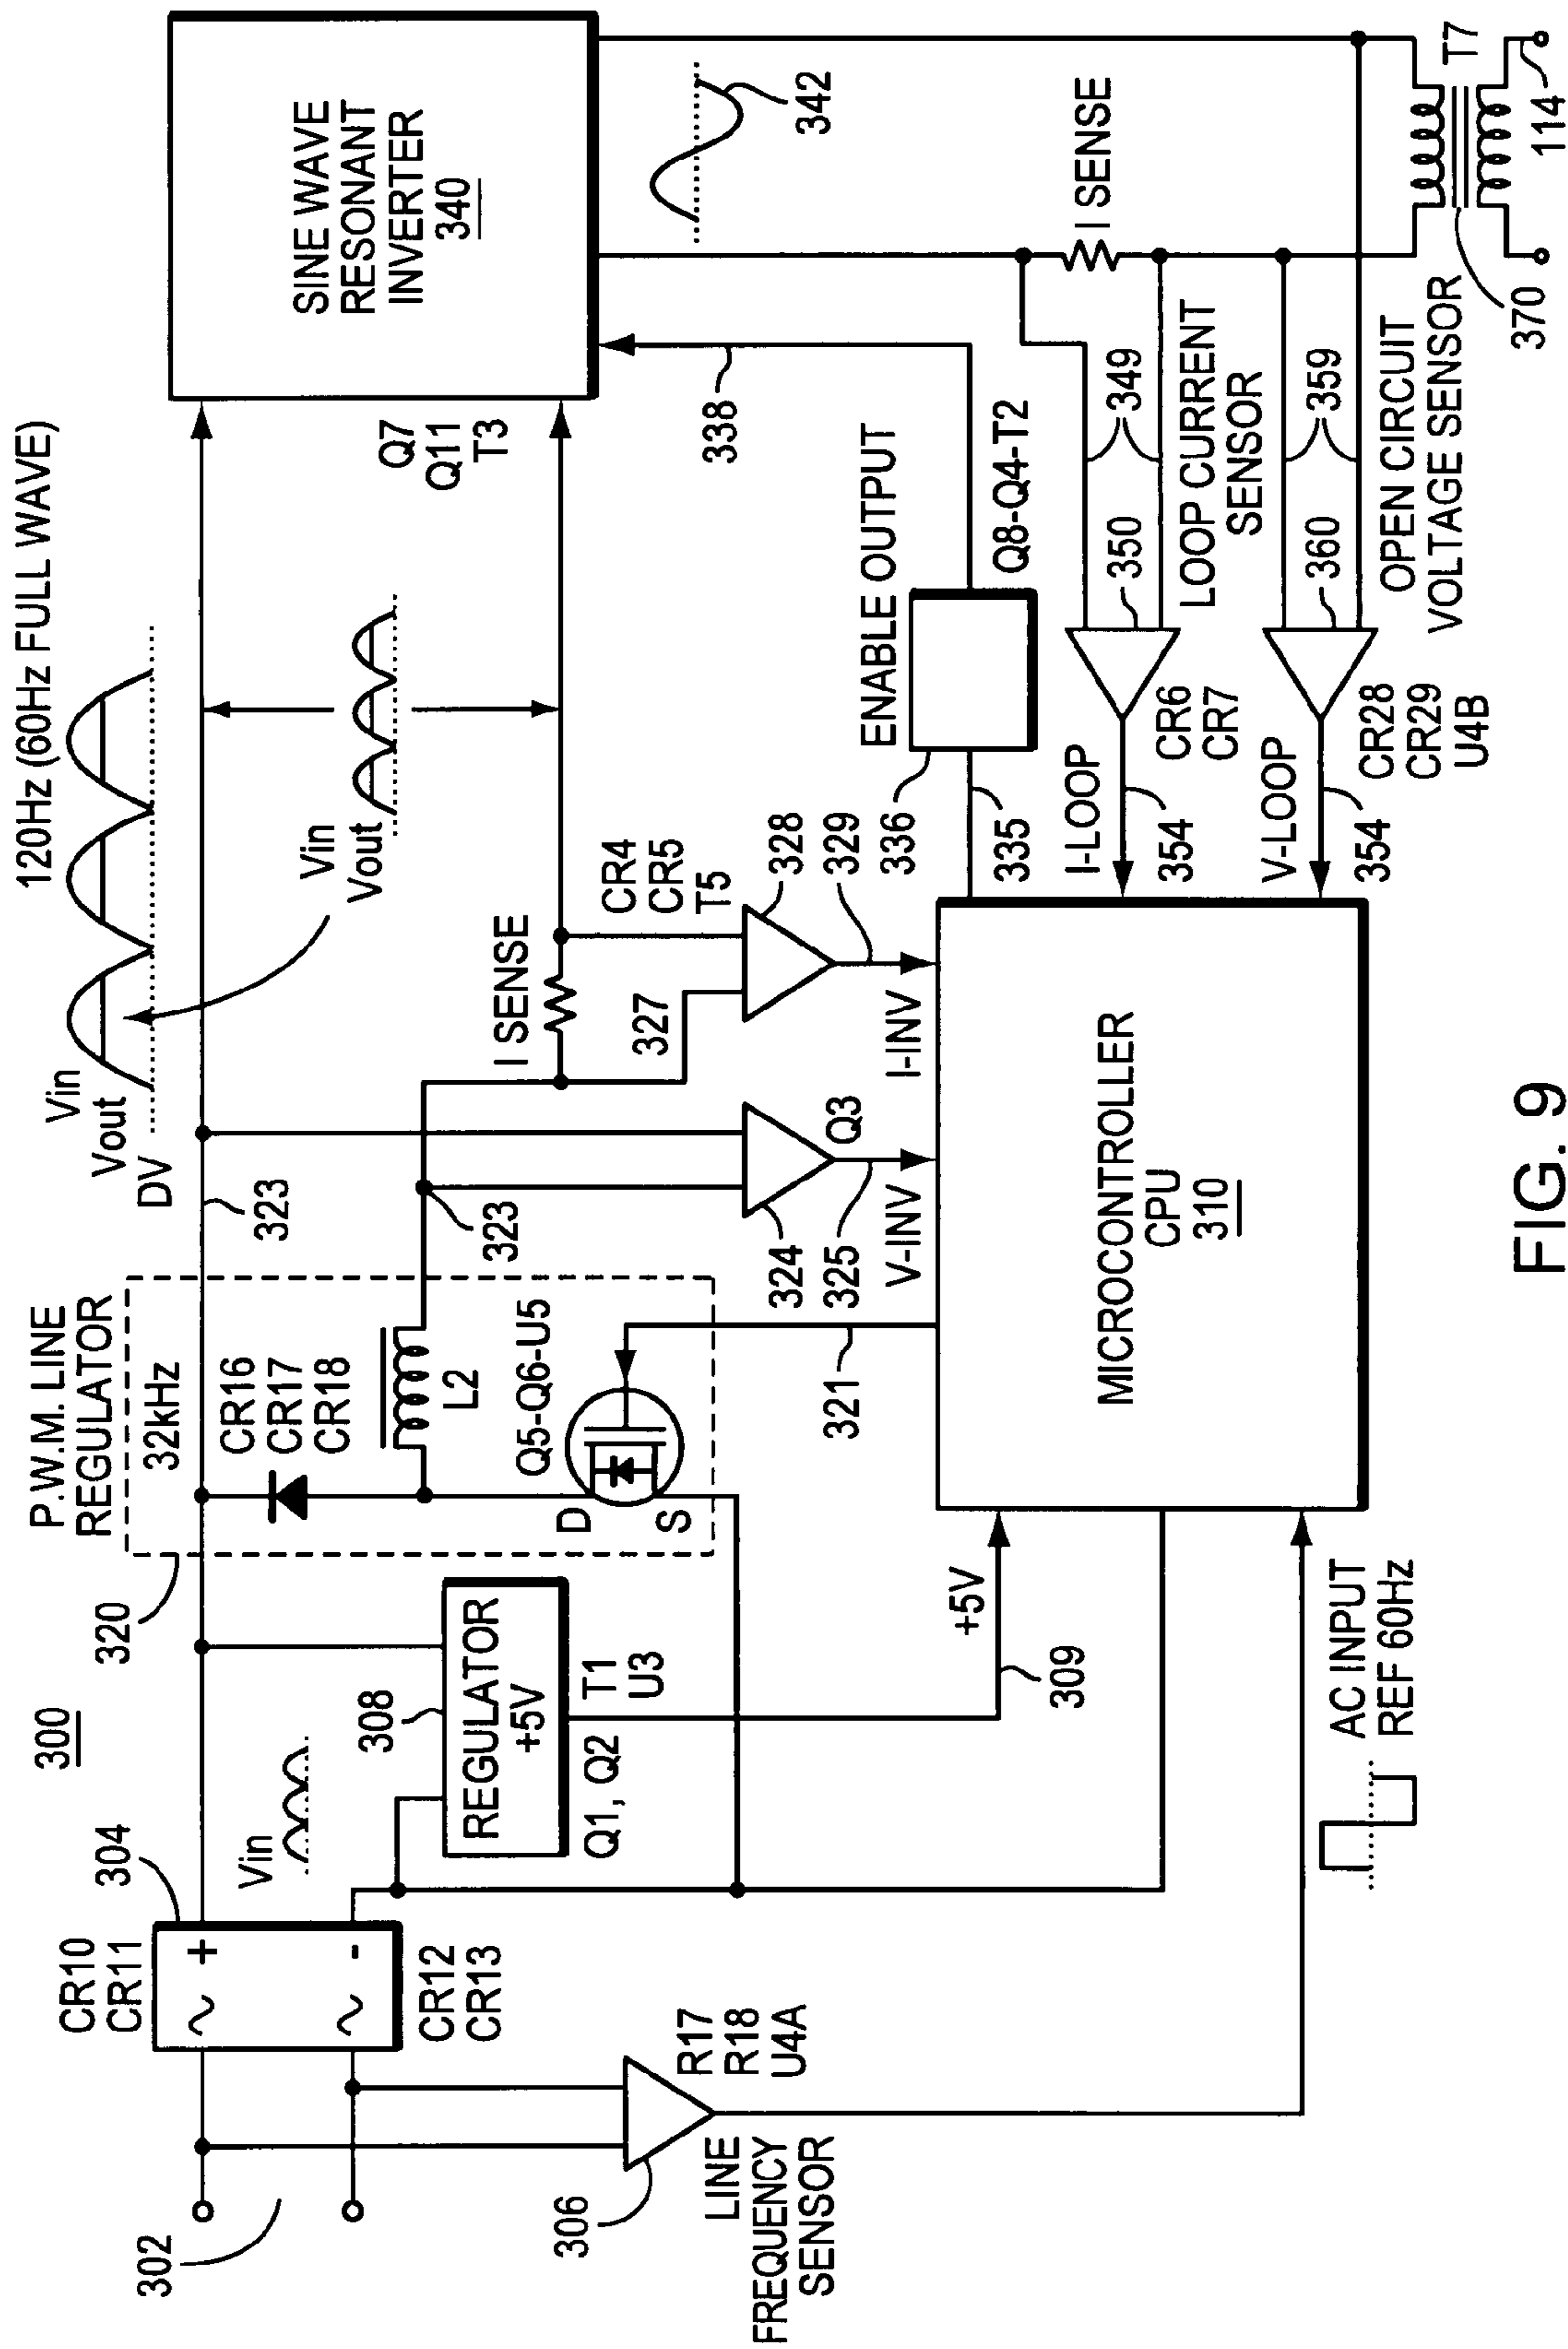 300
302
CR10
CR11
304
CR12
CR13
+
-
Vin
306
LINE
FREQUENCY
SENSOR
R17
R18
U4A
308
REGULATOR
+5V
T1
U3
Q1, Q2
+5V
309
AC INPUT
REF 60Hz
P.W.M. LINE
REGULATOR
320
32kHz
CR16
CR17
CR18
L2
Q5-Q6-U5
D
S
321
323
323
Vin
Vout
DV
120Hz (60Hz FULL WAVE)
Vin
Vout
I SENSE
327
CR4
CR5
T5
324
Q3
325
V-INV
328
329
I-INV
MICROCONTROLLER
CPU
310
335
336
ENABLE OUTPUT
Q8-Q4-T2
338
SINE WAVE
RESONANT
INVERTER
340
Q7
Q11
T3
342
I SENSE
349
350
LOOP CURRENT
SENSOR
CR6
CR7
I-LOOP
354
359
360
OPEN CIRCUIT
VOLTAGE SENSOR
CR28
CR29
U4B
V-LOOP
354
370
T7
114
FIG. 9